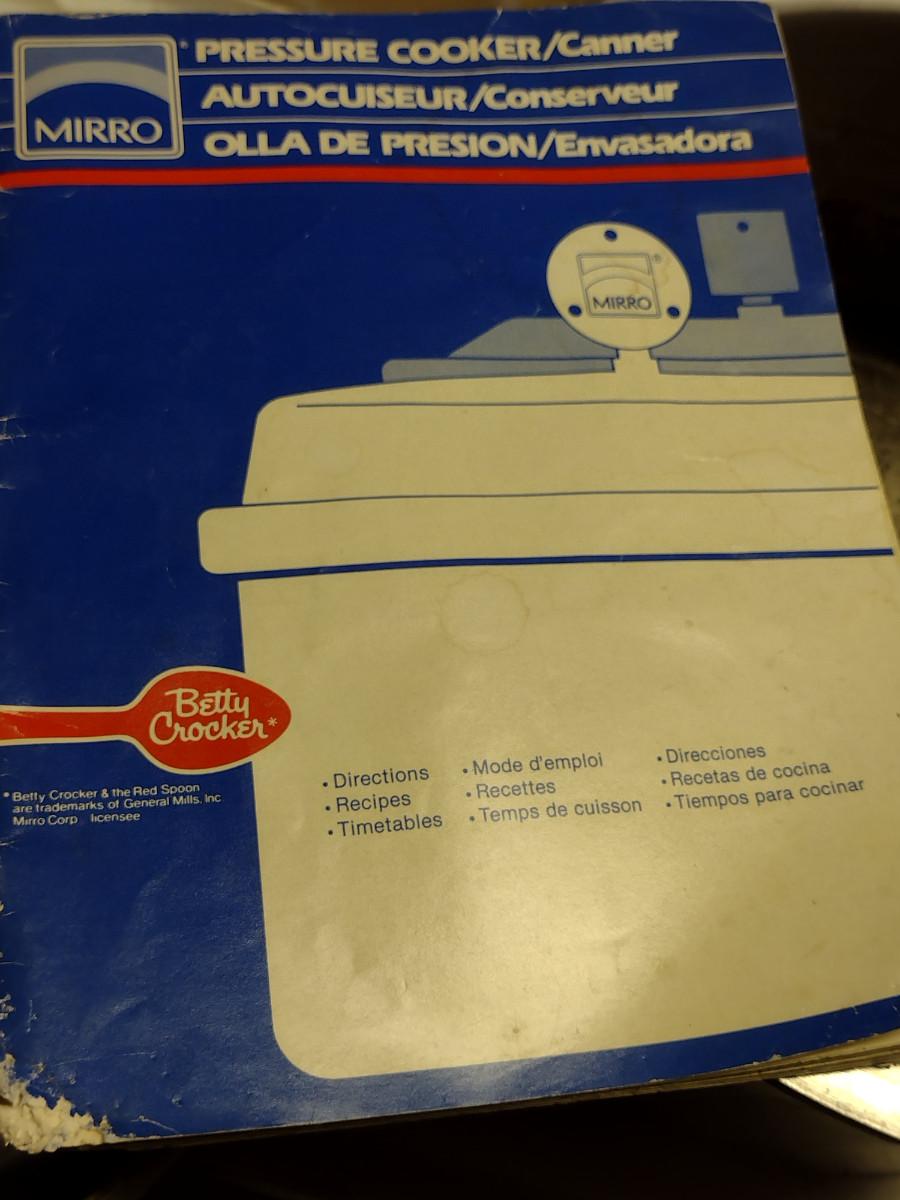 MIRRO
® PRESSURE COOKER/Canner
AUTOCUISEUR/Conserveur
OLLA DE PRESION/Envasadora
MIRRO ®
Betty
Crocker*
* Betty Crocker & the Red Spoon
are trademarks of General Mills, Inc
Mirro Corp licensee
• Directions
• Recipes
• Timetables
• Mode d'emploi
• Recettes
• Temps de cuisson
• Direcciones
• Recetas de cocina
• Tiempos para cocinar